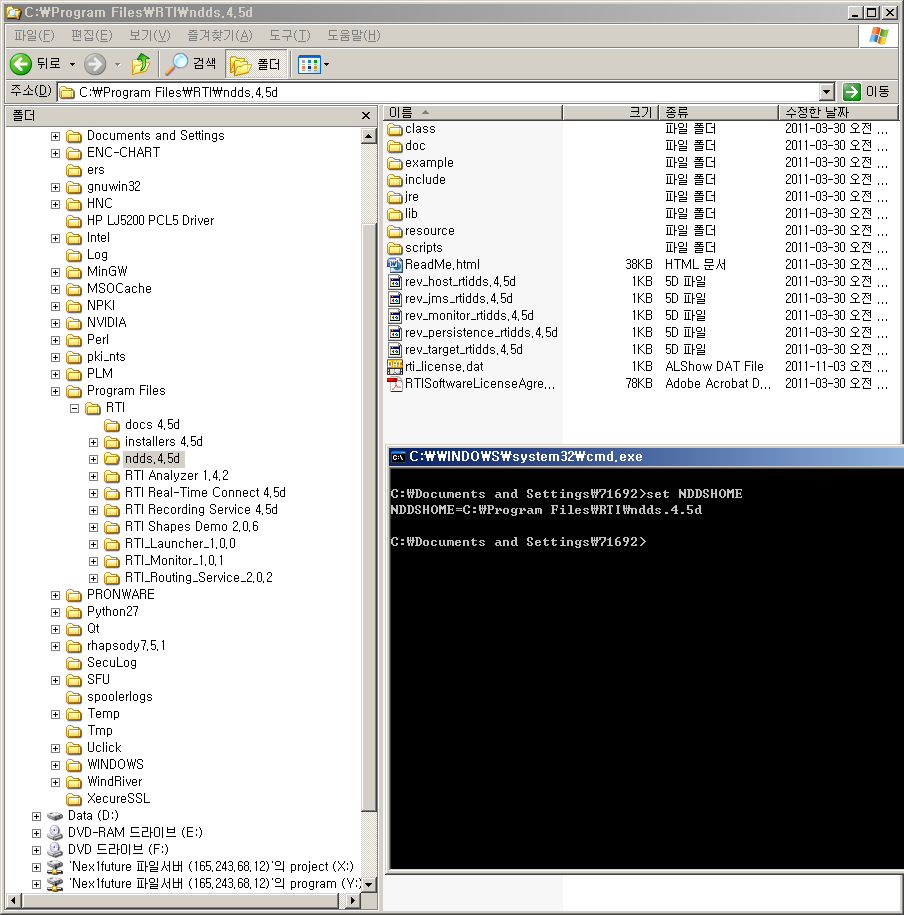 C:₩Program Files₩RTI₩ndds.4.5d
파일(F) 편집(E) 보기(V) 즐겨찾기(A) 도구(T) 도움말(H)
뒤로 검색 폴더
주소(D) C:₩Program Files₩RTI₩ndds.4.5d 이동
폴더
Documents and Settings
ENC-CHART
ers
gnuwin32
HNC
HP LJ5200 PCL5 Driver
Intel
Log
MinGW
MSOCache
NPKI
NVIDIA
Perl
pki_nts
PLM
Program Files
RTI
docs 4.5d
installers 4.5d
ndds.4.5d
RTI Analyzer 1.4.2
RTI Real-Time Connect 4.5d
RTI Recording Service 4.5d
RTI Shapes Demo 2.0.6
RTI_Launcher_1.0.0
RTI_Monitor_1.0.1
RTI_Routing_Service_2.0.2
PRONWARE
Python27
Qt
rhapsody7.5.1
SecuLog
SFU
spoolerlogs
Temp
Tmp
Uclick
WINDOWS
WindRiver
XecureSSL
Data (D:)
DVD-RAM 드라이브 (E:)
DVD 드라이브 (F:)
'Nex1future 파일서버 (165.243.68.12)'의 project (X:)
'Nex1future 파일서버 (165.243.68.12)'의 program (Y:)
이름 크기 종류 수정한 날짜
class 파일 폴더 2011-03-30 오전 ...
doc 파일 폴더 2011-03-30 오전 ...
example 파일 폴더 2011-03-30 오전 ...
include 파일 폴더 2011-03-30 오전 ...
jre 파일 폴더 2011-03-30 오전 ...
lib 파일 폴더 2011-03-30 오전 ...
resource 파일 폴더 2011-03-30 오전 ...
scripts 파일 폴더 2011-03-30 오전 ...
ReadMe.html 38KB HTML 문서 2011-03-30 오전 ...
rev_host_rtidds.4.5d 1KB 5D 파일 2011-03-30 오전 ...
rev_jms_rtidds.4.5d 1KB 5D 파일 2011-03-30 오전 ...
rev_monitor_rtidds.4.5d 1KB 5D 파일 2011-03-30 오전 ...
rev_persistence_rtidds.4.5d 1KB 5D 파일 2011-03-30 오전 ...
rev_target_rtidds.4.5d 1KB 5D 파일 2011-03-30 오전 ...
rti_license.dat 1KB ALShow DAT File 2011-11-03 오전 ...
RTISoftwareLicenseAgre... 78KB Adobe Acrobat D... 2011-03-30 오전 ...
C:₩WINDOWS₩system32₩cmd.exe
C:₩Documents and Settings₩71692>set NDDSHOME
NDDSHOME=C:₩Program Files₩RTI₩ndds.4.5d
C:₩Documents and Settings₩71692>